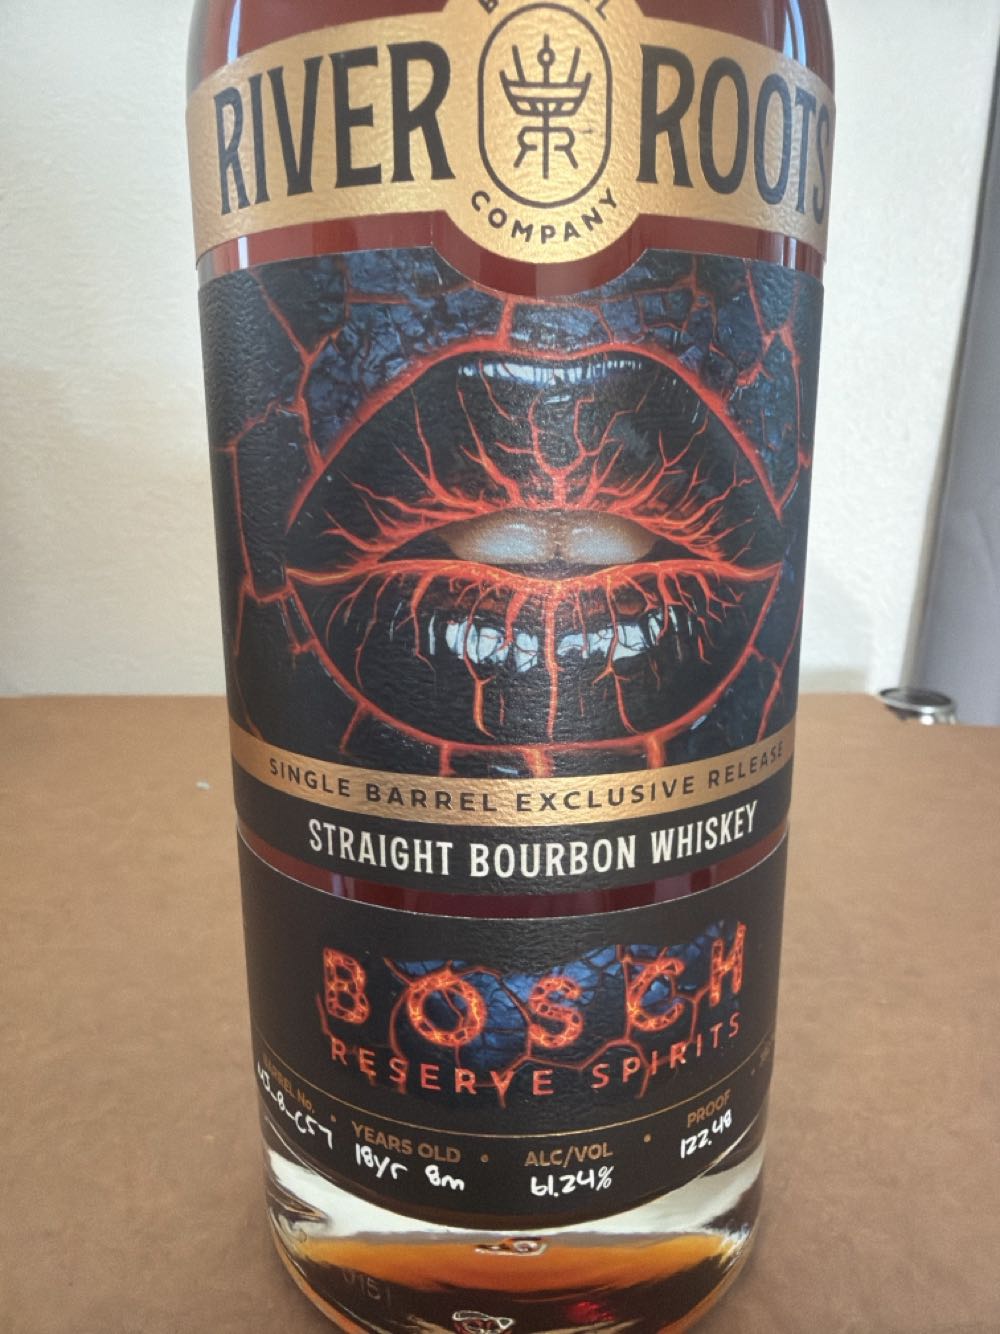 RIVER ROOTS
COMPANY
SINGLE BARREL EXCLUSIVE RELEASE
STRAIGHT BOURBON WHISKEY
BOSCH
RESERVE SPIRITS
BARREL No. • YEARS OLD • ALC/VOL • PROOF
18yr 8m 61.24% 122.48